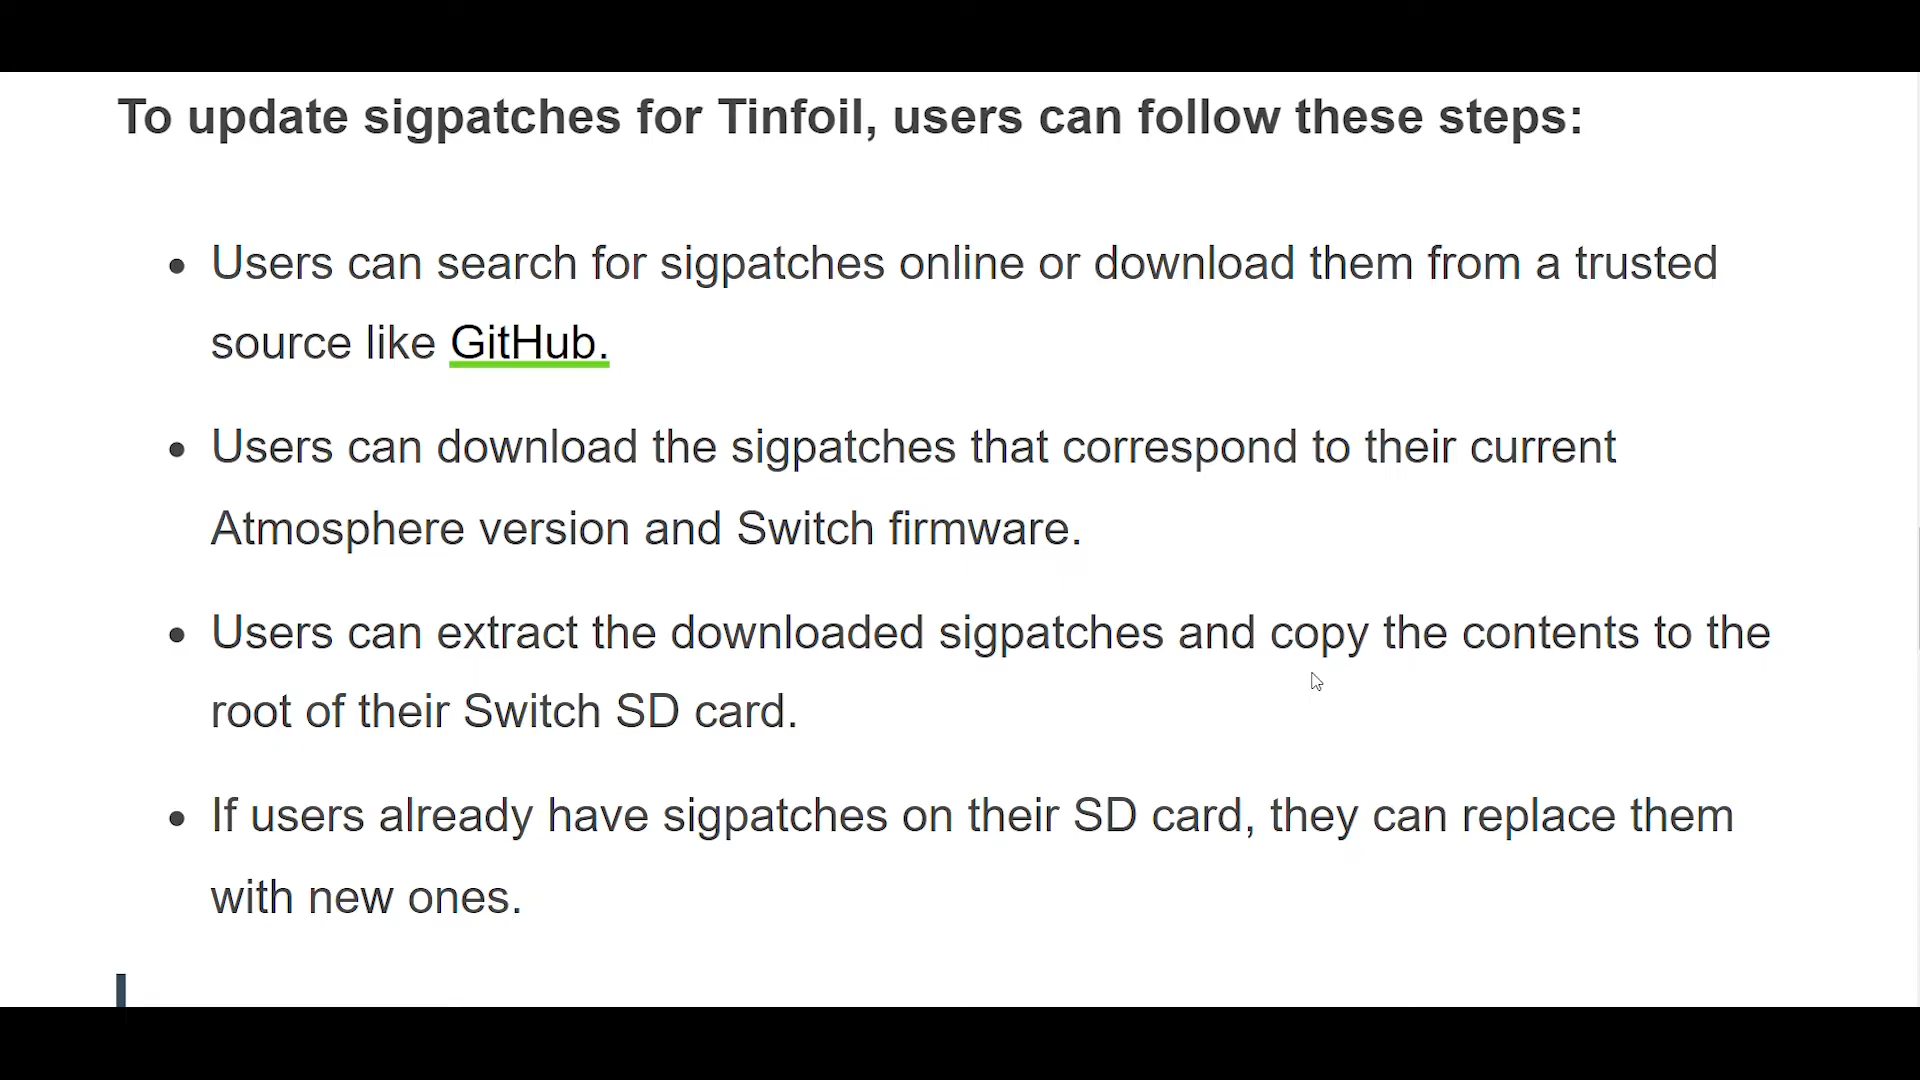 To update sigpatches for Tinfoil, users can follow these steps:
• Users can search for sigpatches online or download them from a trusted
source like GitHub.
• Users can download the sigpatches that correspond to their current
Atmosphere version and Switch firmware.
• Users can extract the downloaded sigpatches and copy the contents to the
root of their Switch SD card.
• If users already have sigpatches on their SD card, they can replace them
with new ones.